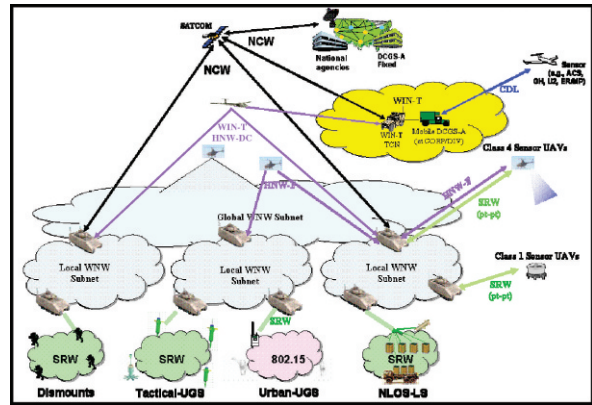 SATCOM
NCW
NCW
National
agencies
DCGS-A
Fixed
Sensor
(e.g., ACS,
GH, U2, ERMP)
CDL
WIN-T
WIN-T
TCN
Mobile DCGS-A
(at CORP/DIV)
WIN-T
HNW-DC
Class 4 Sensor UAVs
HNW-F
HNW-F
SRW
(pt-pt)
Global WNW Subnet
Local WNW
Subnet
Local WNW
Subnet
Local WNW
Subnet
Class 1 Sensor UAVs
SRW
(pt-pt)
SRW
SRW
SRW
802.15
SRW
Dismounts
Tactical-UGS
Urban-UGS
NLOS-LS